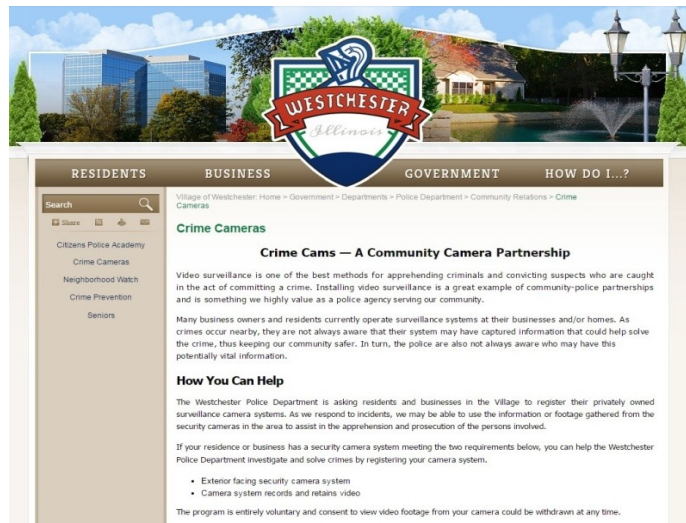 WESTCHESTER
Illinois
RESIDENTS
BUSINESS
GOVERNMENT
HOW DO I...?
Search
Share
Citizens Police Academy
Crime Cameras
Neighborhood Watch
Crime Prevention
Seniors
Village of Westchester: Home > Government > Departments > Police Department > Community Relations > Crime
Cameras
Crime Cameras
Crime Cams — A Community Camera Partnership
Video surveillance is one of the best methods for apprehending criminals and convicting suspects who are caught
in the act of committing a crime. Installing video surveillance is a great example of community-police partnerships
and is something we highly value as a police agency serving our community.
Many business owners and residents currently operate surveillance systems at their businesses and/or homes. As
crimes occur nearby, they are not always aware that their system may have captured information that could help solve
the crime, thus keeping our community safer. In turn, the police are also not always aware who may have this
potentially vital information.
How You Can Help
The Westchester Police Department is asking residents and businesses in the Village to register their privately owned
surveillance camera systems. As we respond to incidents, we may be able to use the information or footage gathered from the
security cameras in the area to assist in the apprehension and prosecution of the persons involved.
If your residence or business has a security camera system meeting the two requirements below, you can help the Westchester
Police Department investigate and solve crimes by registering your camera system.
• Exterior facing security camera system
• Camera system records and retains video
The program is entirely voluntary and consent to view video footage from your camera could be withdrawn at any time.